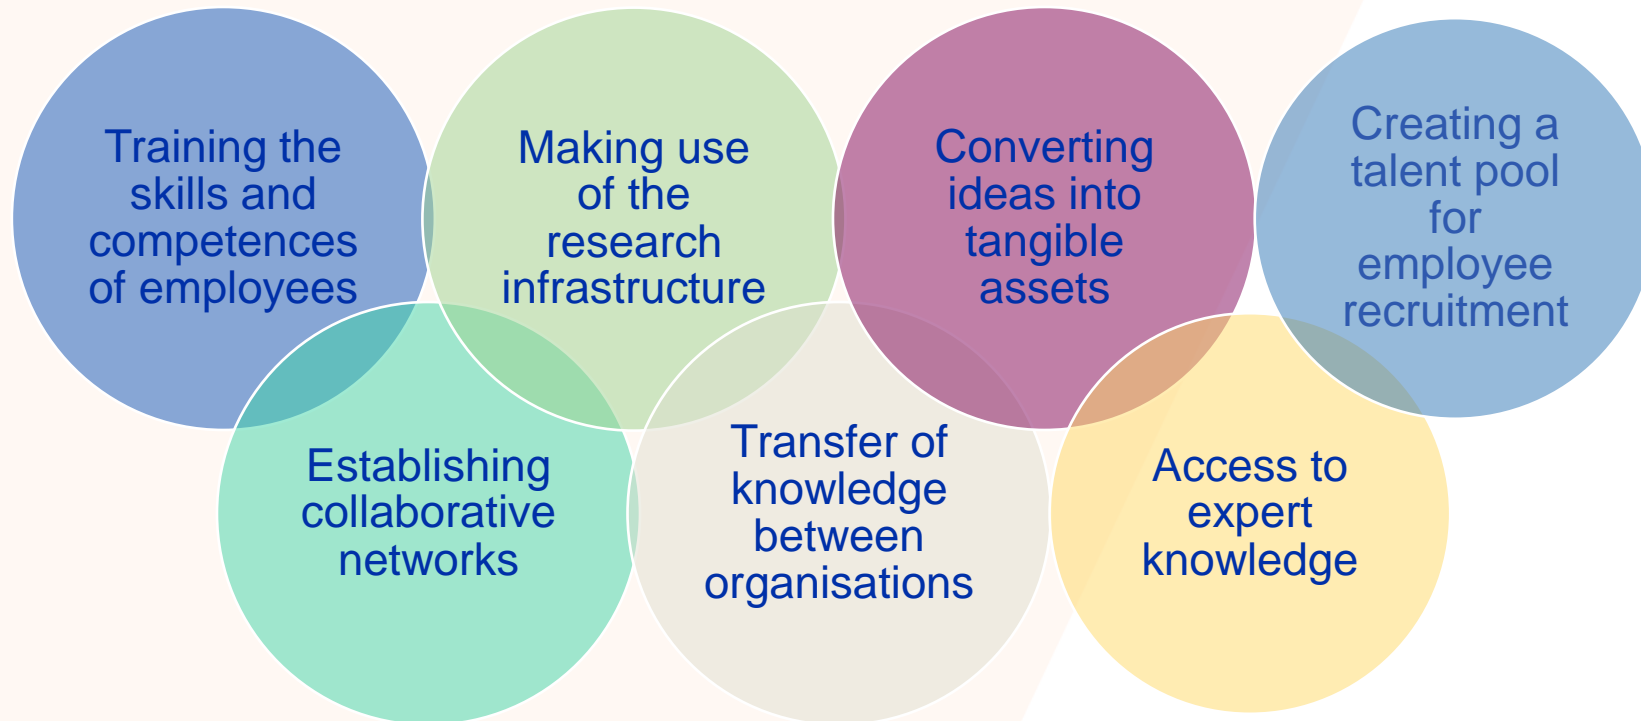 Training the
skills and
competences
of employees
Making use
of the
research
infrastructure
Converting
ideas into
tangible
assets
Creating a
talent pool
for
employee
recruitment
Establishing
collaborative
networks
Transfer of
knowledge
between
organisations
Access to
expert
knowledge